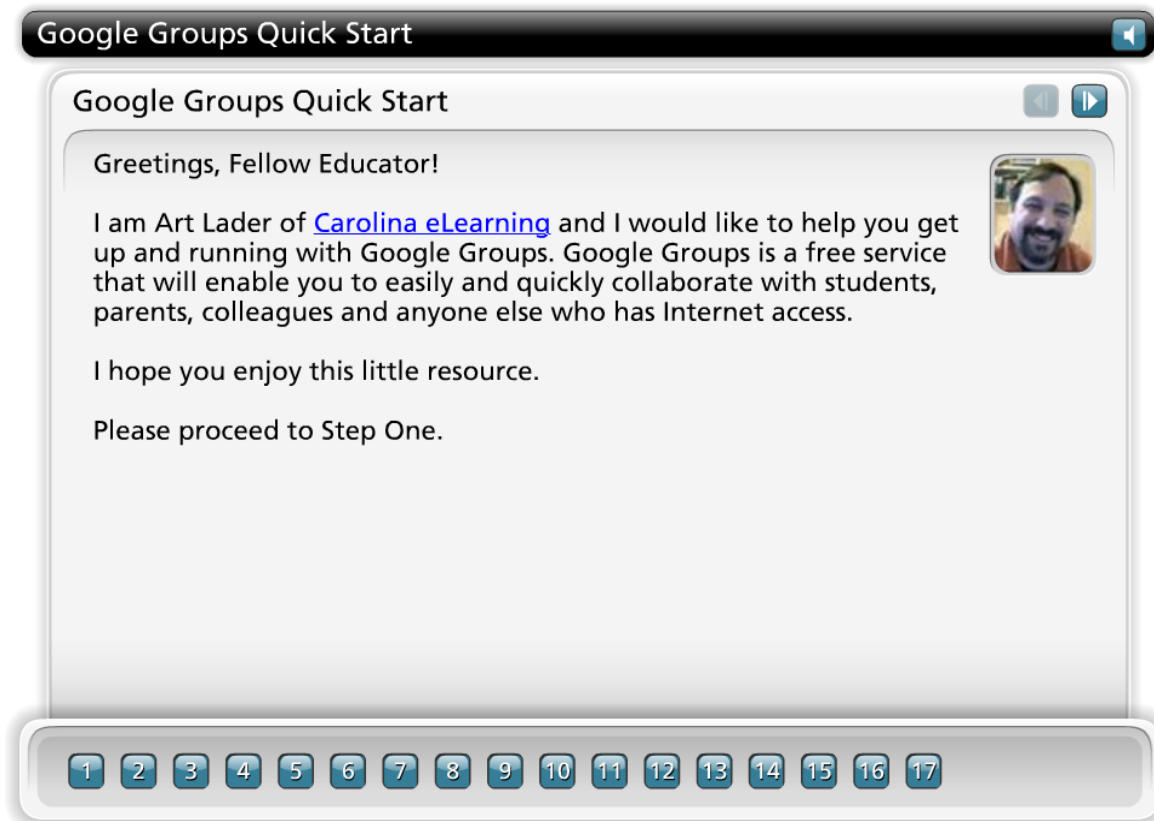 Google Groups Quick Start
Google Groups Quick Start
Greetings, Fellow Educator!
I am Art Lader of Carolina eLearning and I would like to help you get
up and running with Google Groups. Google Groups is a free service
that will enable you to easily and quickly collaborate with students,
parents, colleagues and anyone else who has Internet access.
I hope you enjoy this little resource.
Please proceed to Step One.
1 2 3 4 5 6 7 8 9 10 11 12 13 14 15 16 17